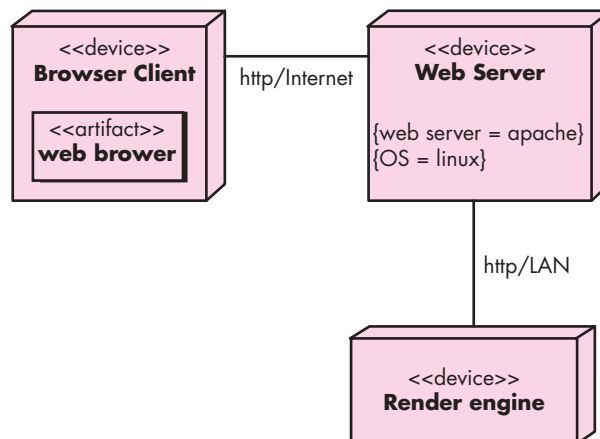 <<device>>
Browser Client
<<artifact>>
web brower
http/Internet
<<device>>
Web Server
{web server = apache}
{OS = linux}
http/LAN
<<device>>
Render engine